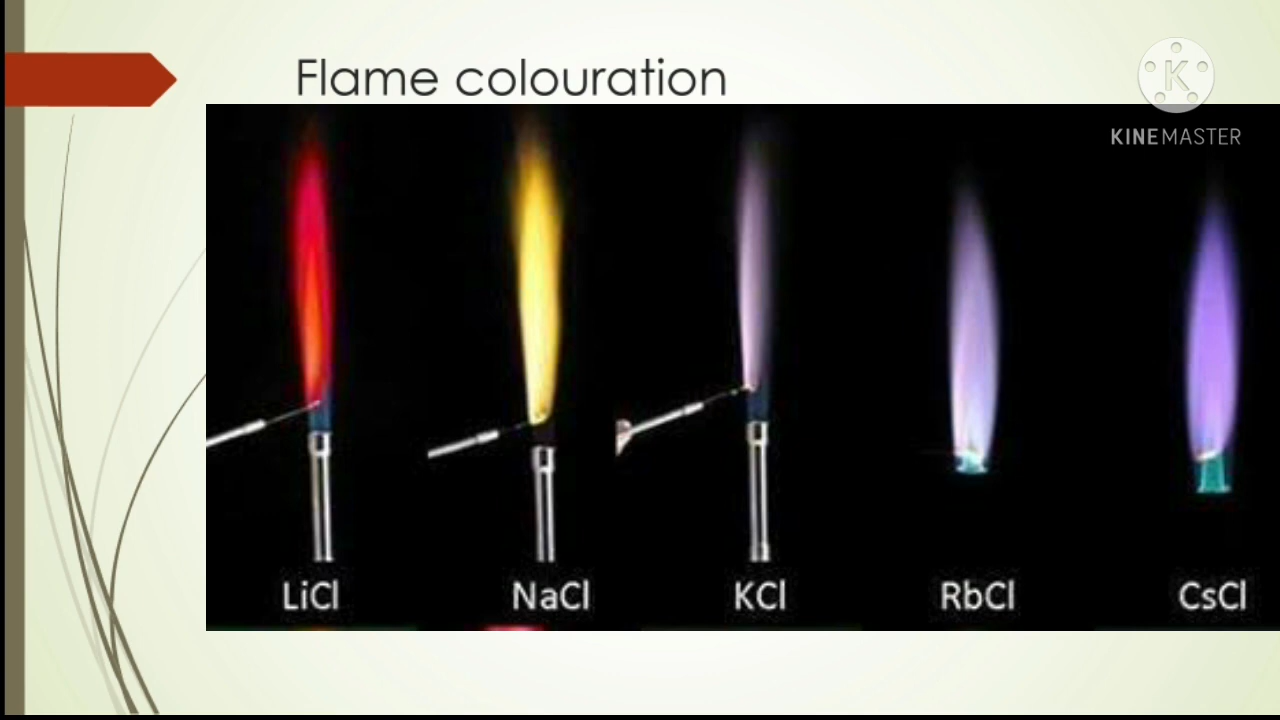 Flame colouration
K
KINEMASTER
LiCl
NaCl
KCl
RbCl
CsCl